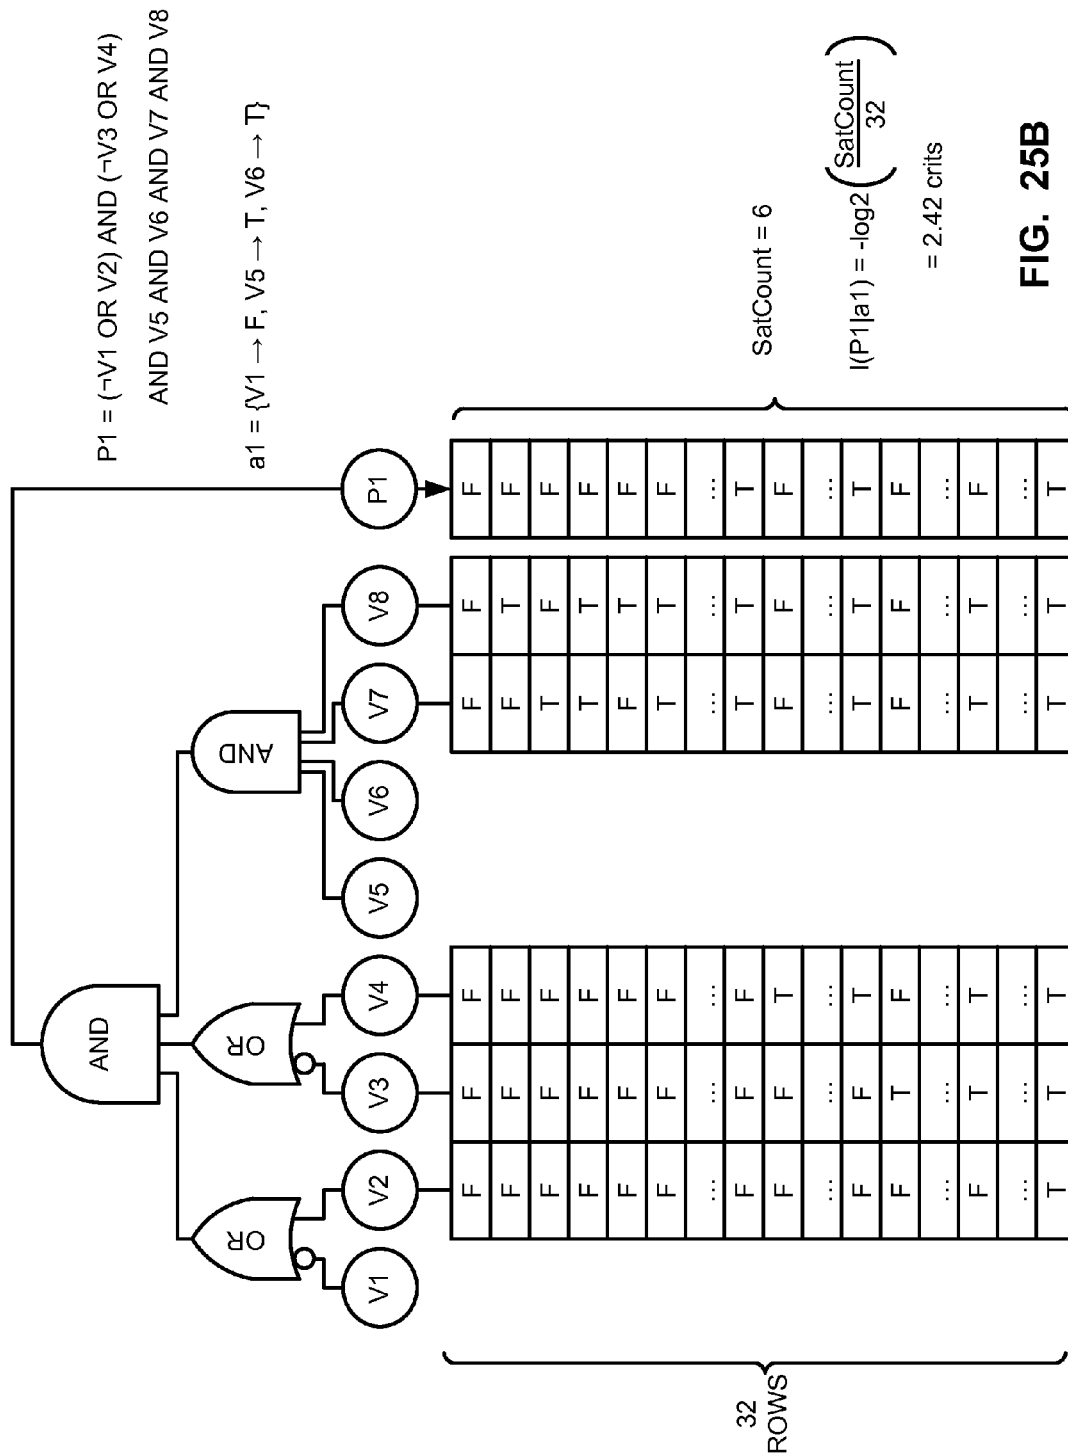 P1 = (¬V1 OR V2) AND (¬V3 OR V4)
AND V5 AND V6 AND V7 AND V8
a1 = {V1 → F, V5 → T, V6 → T}
AND
OR
OR
AND
V1 V2 V3 V4 V5 V6 V7 V8 P1
F F F F F F
F F F F T F
F F F T F F
F F F T T F
F F F F T F
F F F T T F
... ... ... ... ... ...
F F F T T T
F F T F F F
... ... ... ... ... ...
F F T T T T
F T F F F F
... ... ... ... ... ...
F T T T T F
... ... ... ... ... ...
T T T T T T
32
ROWS
SatCount = 6
I(P1|a1) = -log2 (SatCount
32)
= 2.42 crits
FIG. 25B